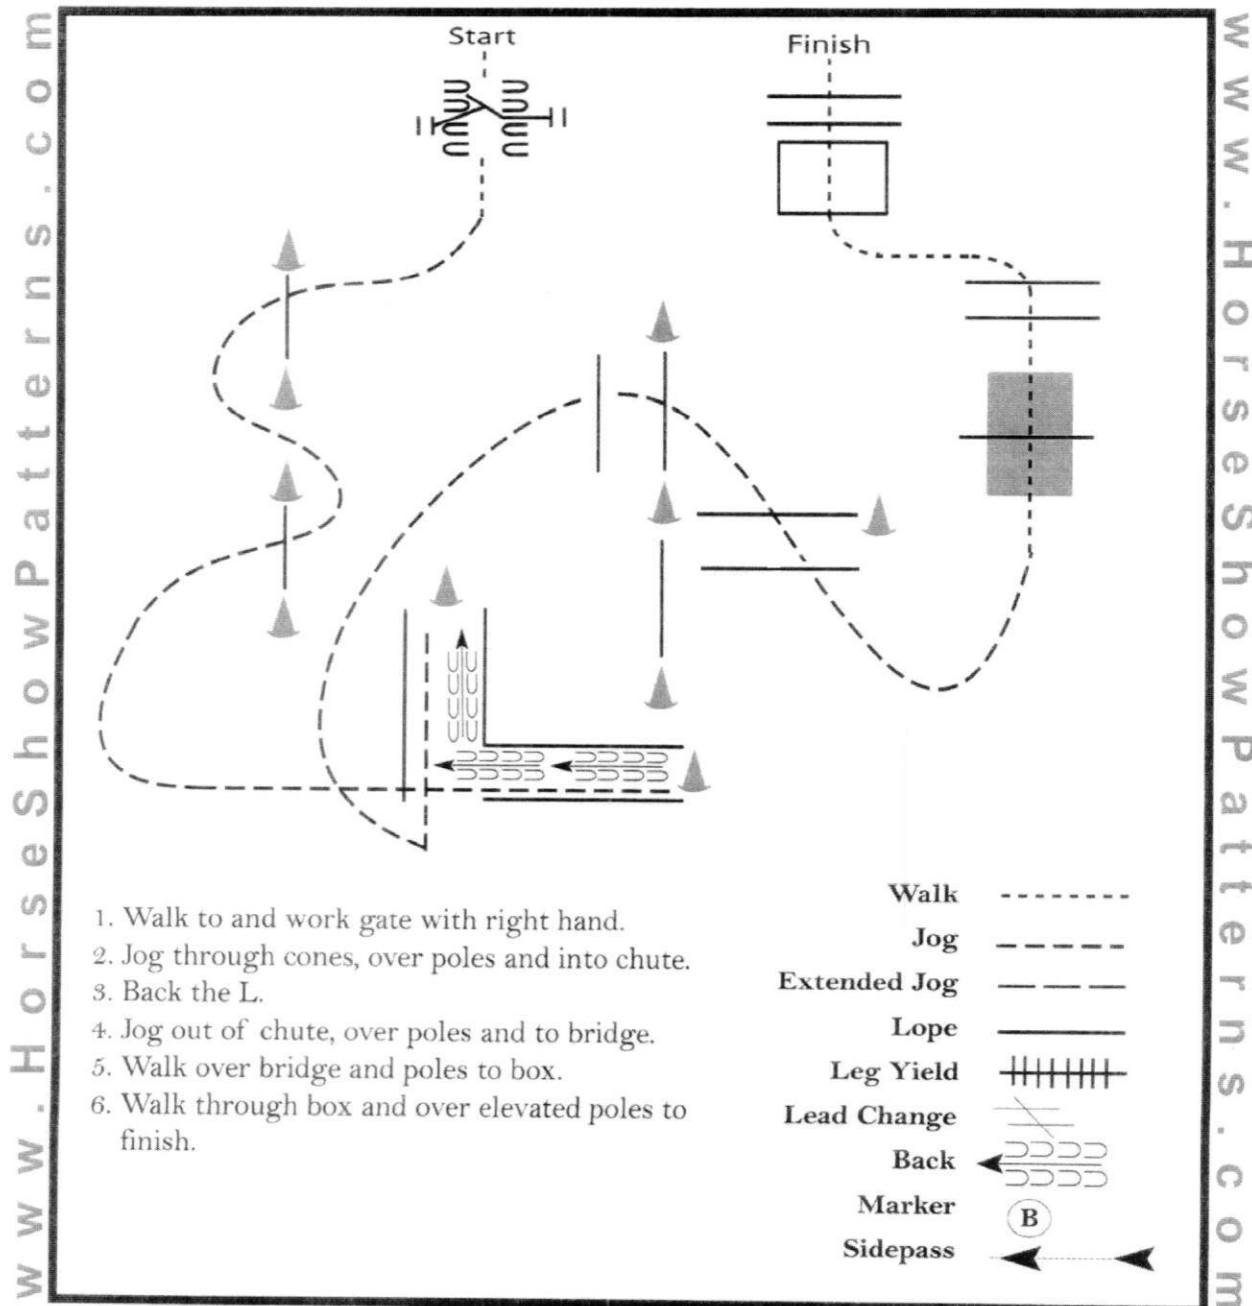 www.HorseShowPatterns.com
Start
Finish
www.HorseShowPatterns.com
1. Walk to and work gate with right hand.
2. Jog through cones, over poles and into chute.
3. Back the L.
4. Jog out of chute, over poles and to bridge.
5. Walk over bridge and poles to box.
6. Walk through box and over elevated poles to
finish.
Walk
Jog
Extended Jog
Lope
Leg Yield
Lead Change
Back
Marker
B
Sidepass